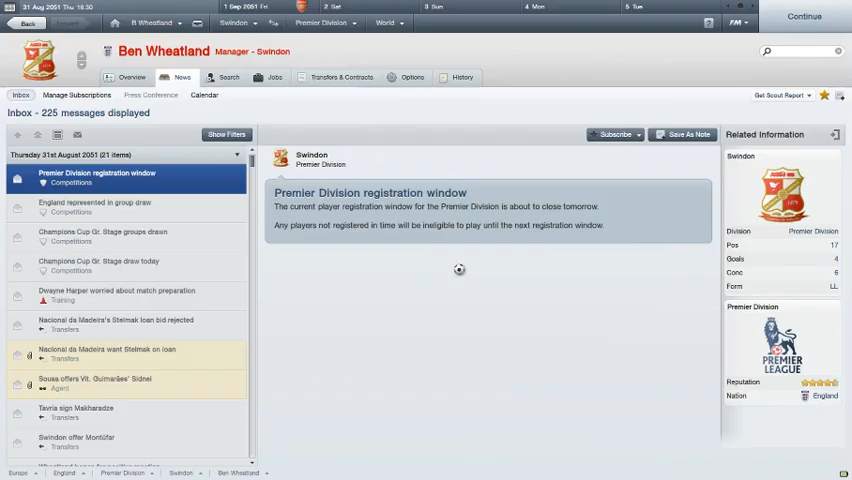 31 Aug 2051 Thu 18.30
1 Sep 2051 Fri
2 Sat
3 Sun
4 Mon
5 Tue
Back
B Wheatland
Swindon
Premier Division
World
?
FM
Continue
Ben Wheatland Manager - Swindon
Overview
News
Search
Jobs
Transfers & Contracts
Options
History
Inbox
Manage Subscriptions
Press Conference
Calendar
Get Scout Report
Inbox - 225 messages displayed
Show Filters
Subscribe
Save As Note
Related Information
Thursday 31st August 2051 (21 items)
Premier Division registration window
Competitions
England represented in group draw
Competitions
Champions Cup Gr. Stage groups drawn
Competitions
Champions Cup Gr. Stage draw today
Competitions
Dwayne Harper worried about match preparation
Training
Nacional da Madeira's Stelmak loan bid rejected
Transfers
Nacional da Madeira want Stelmak on loan
Transfers
Sousa offers Vit. Guimarães' Sidnei
Agent
Tavria sign Makharadze
Transfers
Swindon offer Montúfar
Transfers
Swindon
Premier Division
Premier Division registration window
The current player registration window for the Premier Division is about to close tomorrow.
Any players not registered in time will be ineligible to play until the next registration window.
Swindon
Division Premier Division
Pos 17
Goals 4
Conc 6
Form LL
Premier Division
PREMIER
LEAGUE
Reputation
Nation England
Europe
England
Premier Division
Swindon
Ben Wheatland